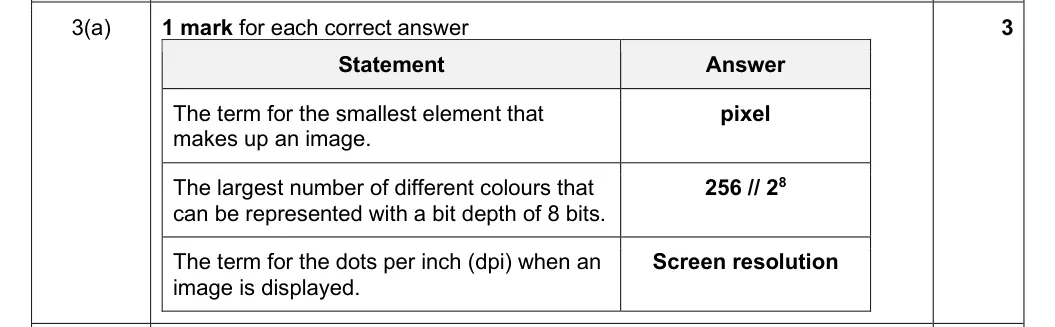 3(a)
1 mark for each correct answer
3
Statement
Answer
The term for the smallest element that
makes up an image.
pixel
The largest number of different colours that
can be represented with a bit depth of 8 bits.
256 // 2⁸
The term for the dots per inch (dpi) when an
image is displayed.
Screen resolution